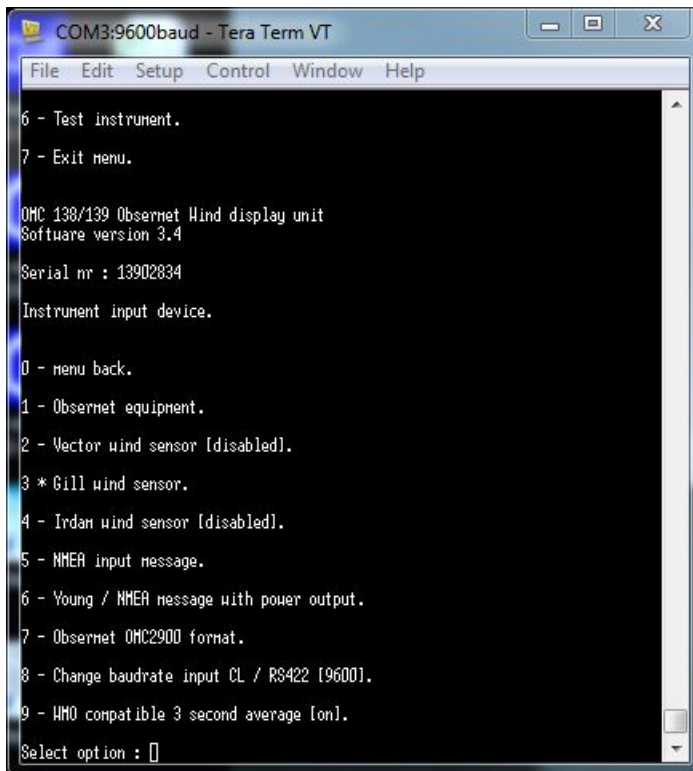 COM3:9600baud - Tera Term VT
File Edit Setup Control Window Help
6 - Test instrument.
7 - Exit menu.
OMC 138/139 Obsermet Wind display unit
Software version 3.4
Serial nr : 13902834
Instrument input device.
0 - menu back.
1 - Obsermet equipment.
2 - Vector wind sensor [disabled].
3 * Gill wind sensor.
4 - Irdam wind sensor [disabled].
5 - NMEA input message.
6 - Young / NMEA message with power output.
7 - Obsermet OMC2900 format.
8 - Change baudrate input CL / RS422 [9600].
9 - WMO compatible 3 second average [on].
Select option :